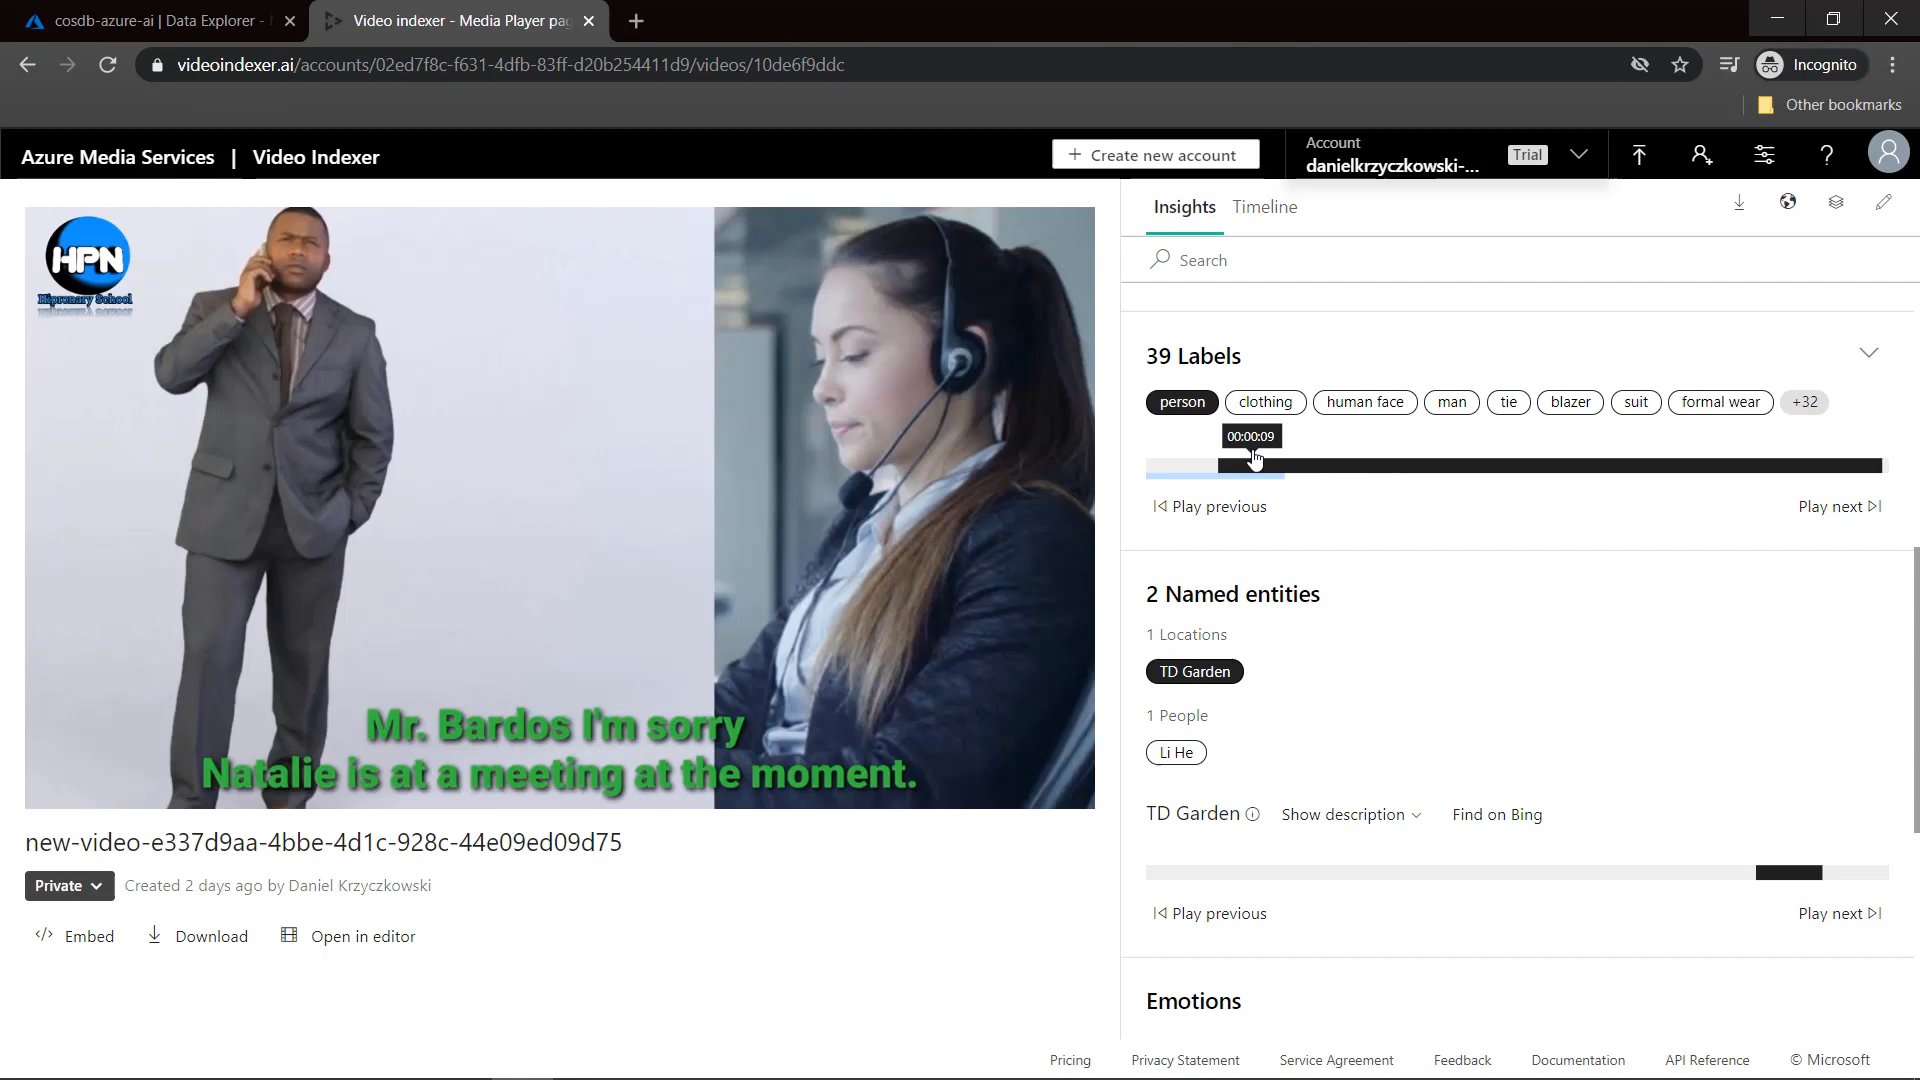 cosdb-azure-ai | Data Explorer -
Video indexer - Media Player pag
videoindexer.ai/accounts/02ed7f8c-f631-4dfb-83ff-d20b254411d9/videos/10de6f9ddc
Incognito
Other bookmarks
Azure Media Services | Video Indexer
+ Create new account
Account
danielkrzyczkowski-...
Trial
HPN
Hipronary School
Mr. Bardos I'm sorry
Natalie is at a meeting at the moment.
new-video-e337d9aa-4bbe-4d1c-928c-44e09ed09d75
Private
Created 2 days ago by Daniel Krzyczkowski
Embed
Download
Open in editor
Insights
Timeline
Search
39 Labels
person
clothing
human face
man
tie
blazer
suit
formal wear
+32
00:00:09
Play previous
Play next
2 Named entities
1 Locations
TD Garden
1 People
Li He
TD Garden
Show description
Find on Bing
Play previous
Play next
Emotions
Pricing
Privacy Statement
Service Agreement
Feedback
Documentation
API Reference
© Microsoft